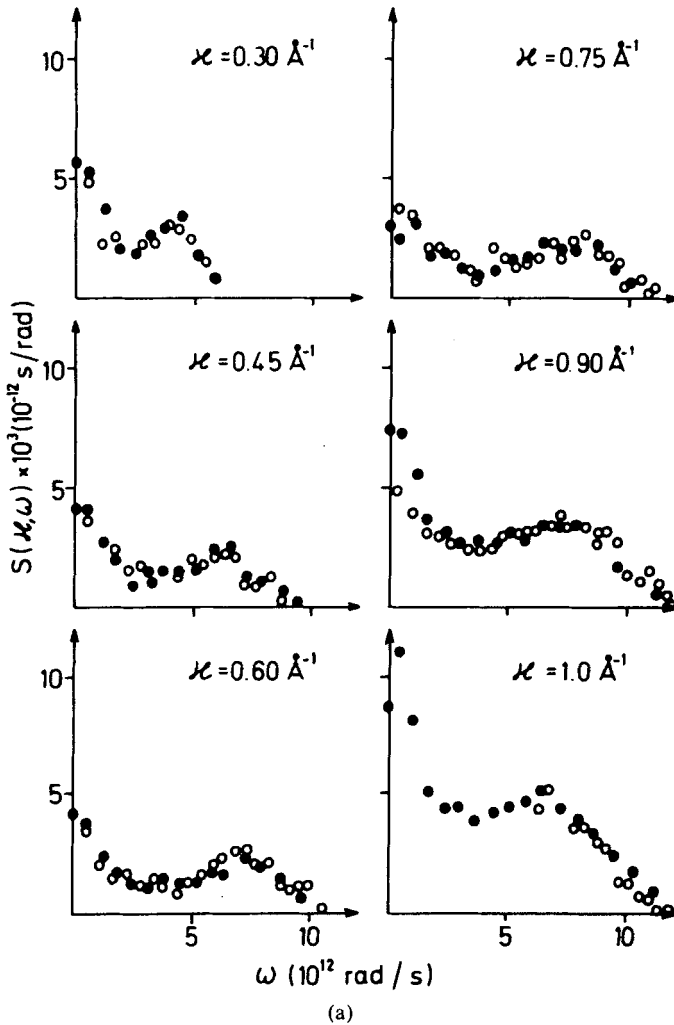 S(ϰ,ω) × 10³ (10⁻¹² s/rad)
10
5
ϰ = 0.30 Å⁻¹
ϰ = 0.75 Å⁻¹
10
5
ϰ = 0.45 Å⁻¹
ϰ = 0.90 Å⁻¹
10
5
ϰ = 0.60 Å⁻¹
ϰ = 1.0 Å⁻¹
5 10 5 10
ω (10¹² rad / s)
(a)